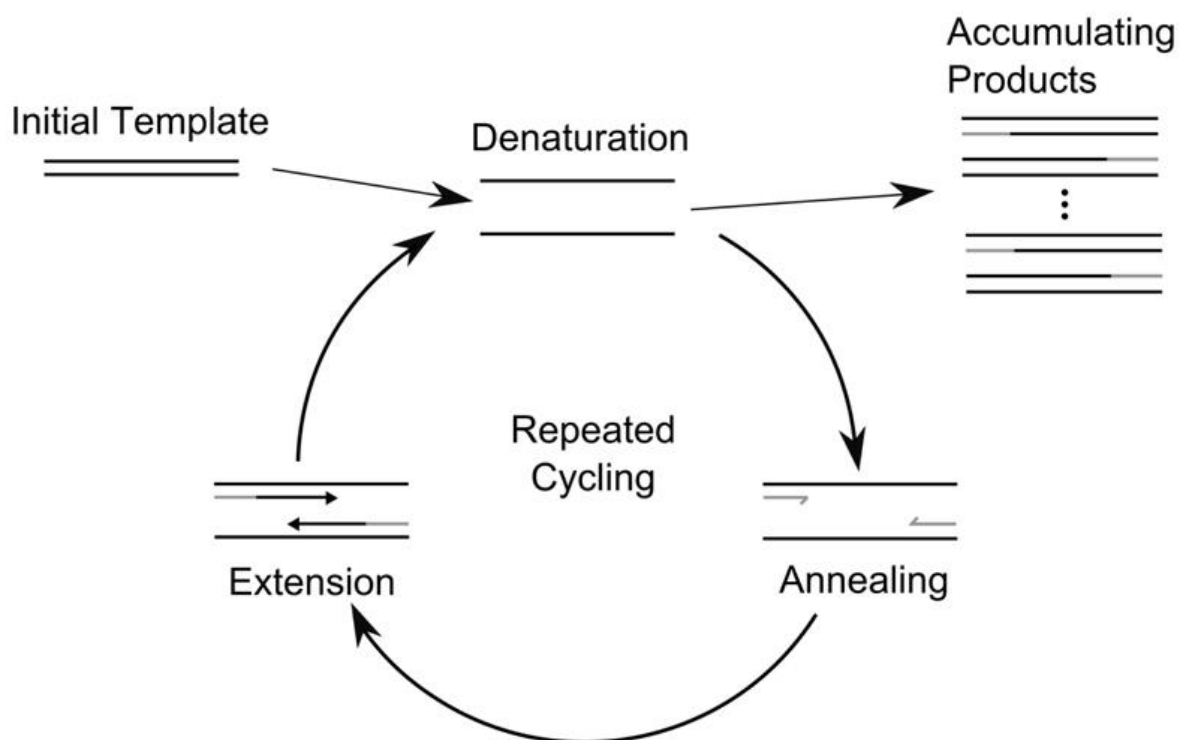 Accumulating
Products
Initial Template
Denaturation
Repeated
Cycling
Extension
Annealing